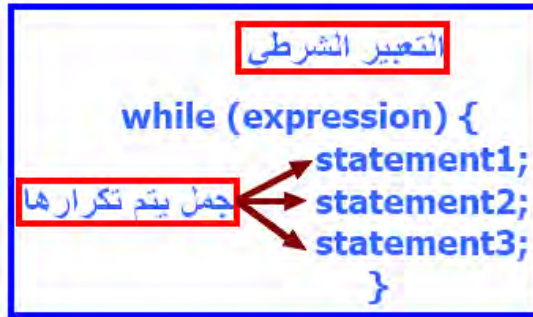 التعبير الشرطى
while (expression) {
statement1;
جمل يتم تكرارها statement2;
statement3;
}